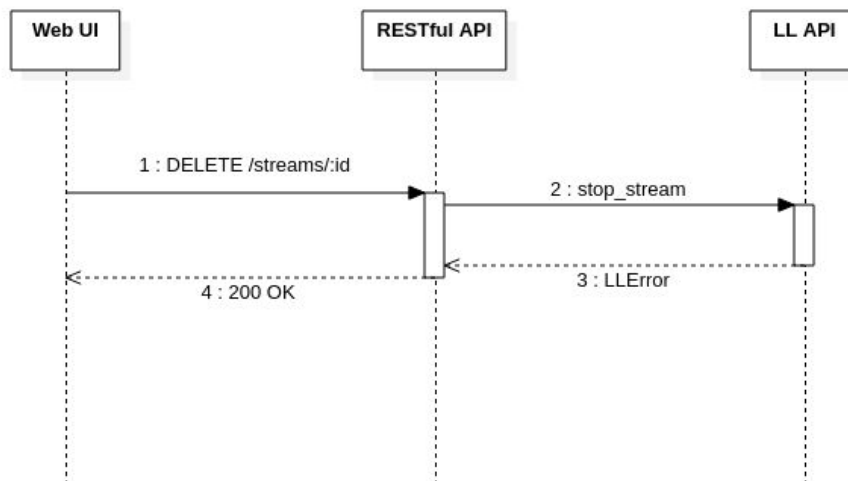 Web UI
RESTful API
LL API
1 : DELETE /streams/:id
2 : stop_stream
3 : LLError
4 : 200 OK